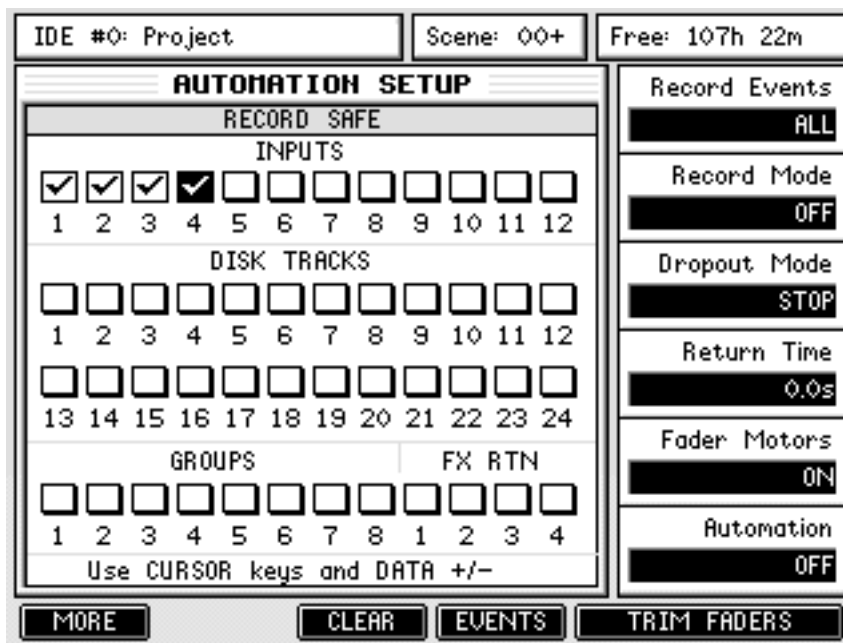 IDE #0: Project
Scene: 00+
Free: 107h 22m
AUTOMATION SETUP
RECORD SAFE
INPUTS
1 2 3 4 5 6 7 8 9 10 11 12
DISK TRACKS
1 2 3 4 5 6 7 8 9 10 11 12
13 14 15 16 17 18 19 20 21 22 23 24
GROUPS FX RTN
1 2 3 4 5 6 7 8 1 2 3 4
Use CURSOR keys and DATA +/-
Record Events
ALL
Record Mode
OFF
Dropout Mode
STOP
Return Time
0.0s
Fader Motors
ON
Automation
OFF
MORE
CLEAR
EVENTS
TRIM FADERS